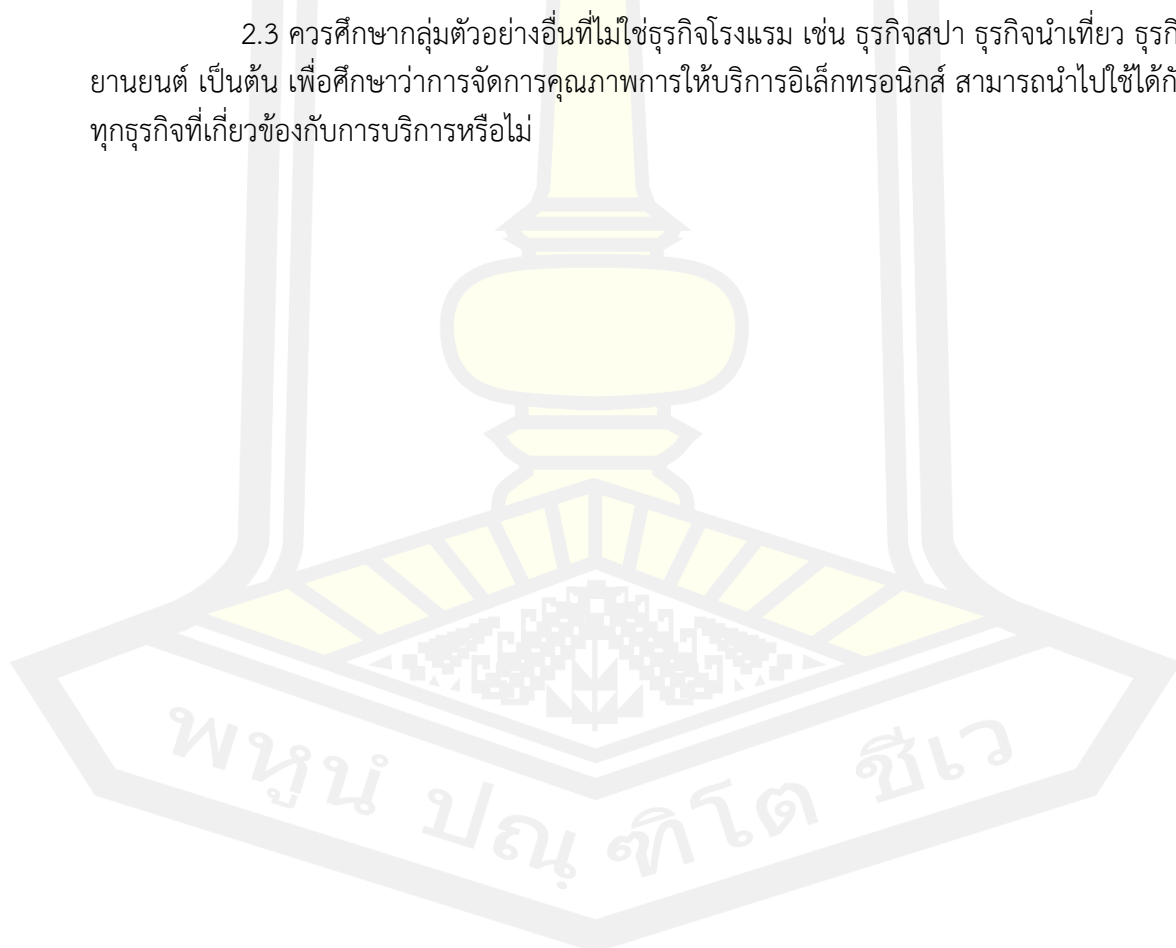 2.3 ควรศึกษากลุ่มตัวอย่างอื่นที่ไม่ใช่ธุรกิจโรงแรม เช่น ธุรกิจสปา ธุรกิจนำเที่ยว ธุรกิ
ยานยนต์ เป็นต้น เพื่อศึกษาว่าการจัดการคุณภาพการให้บริการอิเล็กทรอนิกส์ สามารถนำไปใช้ได้กั
ทุกธุรกิจที่เกี่ยวข้องกับการบริการหรือไม่
พหูนํ ปณฺฑิโต ชีเว